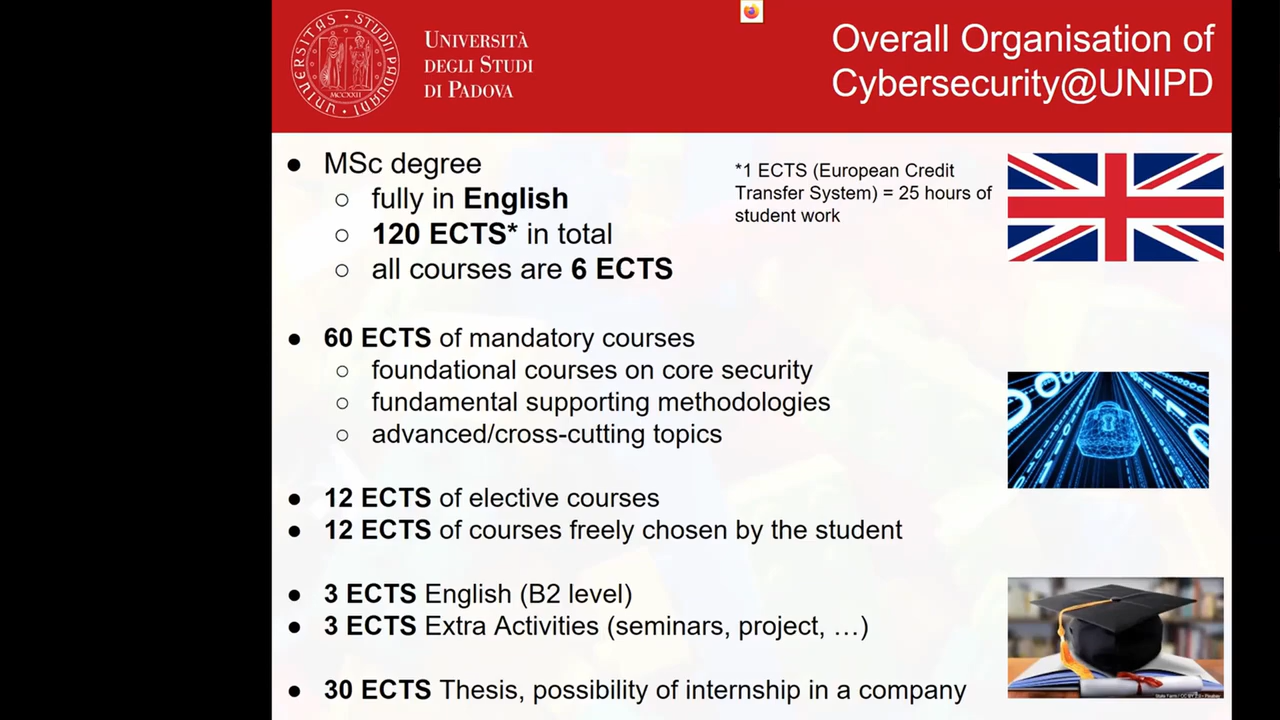 UNIVERSITÀ
DEGLI STUDI
DI PADOVA
Overall Organisation of
Cybersecurity@UNIPD
● MSc degree
○ fully in English
○ 120 ECTS* in total
○ all courses are 6 ECTS
*1 ECTS (European Credit
Transfer System) = 25 hours of
student work
● 60 ECTS of mandatory courses
○ foundational courses on core security
○ fundamental supporting methodologies
○ advanced/cross-cutting topics
● 12 ECTS of elective courses
● 12 ECTS of courses freely chosen by the student
● 3 ECTS English (B2 level)
● 3 ECTS Extra Activities (seminars, project, …)
● 30 ECTS Thesis, possibility of internship in a company